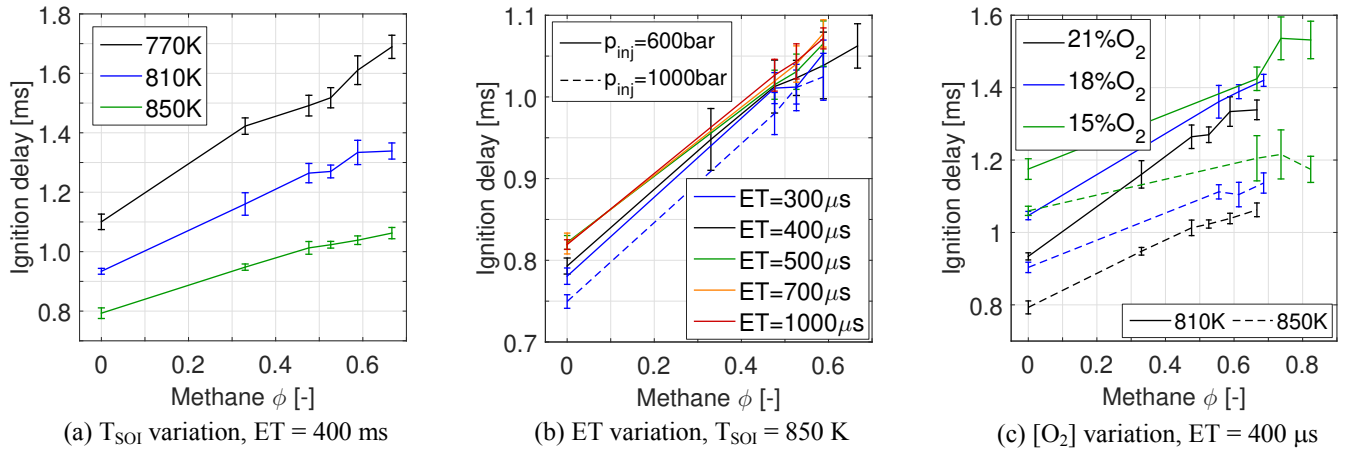 1.8
1.6
1.4
1.2
1.0
0.8
Ignition delay [ms]
770K
810K
850K
0
0.2
0.4
0.6
Methane ϕ [-]
(a) T_SOI variation, ET = 400 ms
1.1
1.0
0.9
0.8
0.7
Ignition delay [ms]
p_inj=600bar
p_inj=1000bar
ET=300μs
ET=400μs
ET=500μs
ET=700μs
ET=1000μs
0
0.2
0.4
0.6
Methane ϕ [-]
(b) ET variation, T_SOI = 850 K
1.6
1.4
1.2
1
0.8
Ignition delay [ms]
21%O₂
18%O₂
15%O₂
810K
850K
0
0.2
0.4
0.6
0.8
Methane ϕ [-]
(c) [O₂] variation, ET = 400 μs